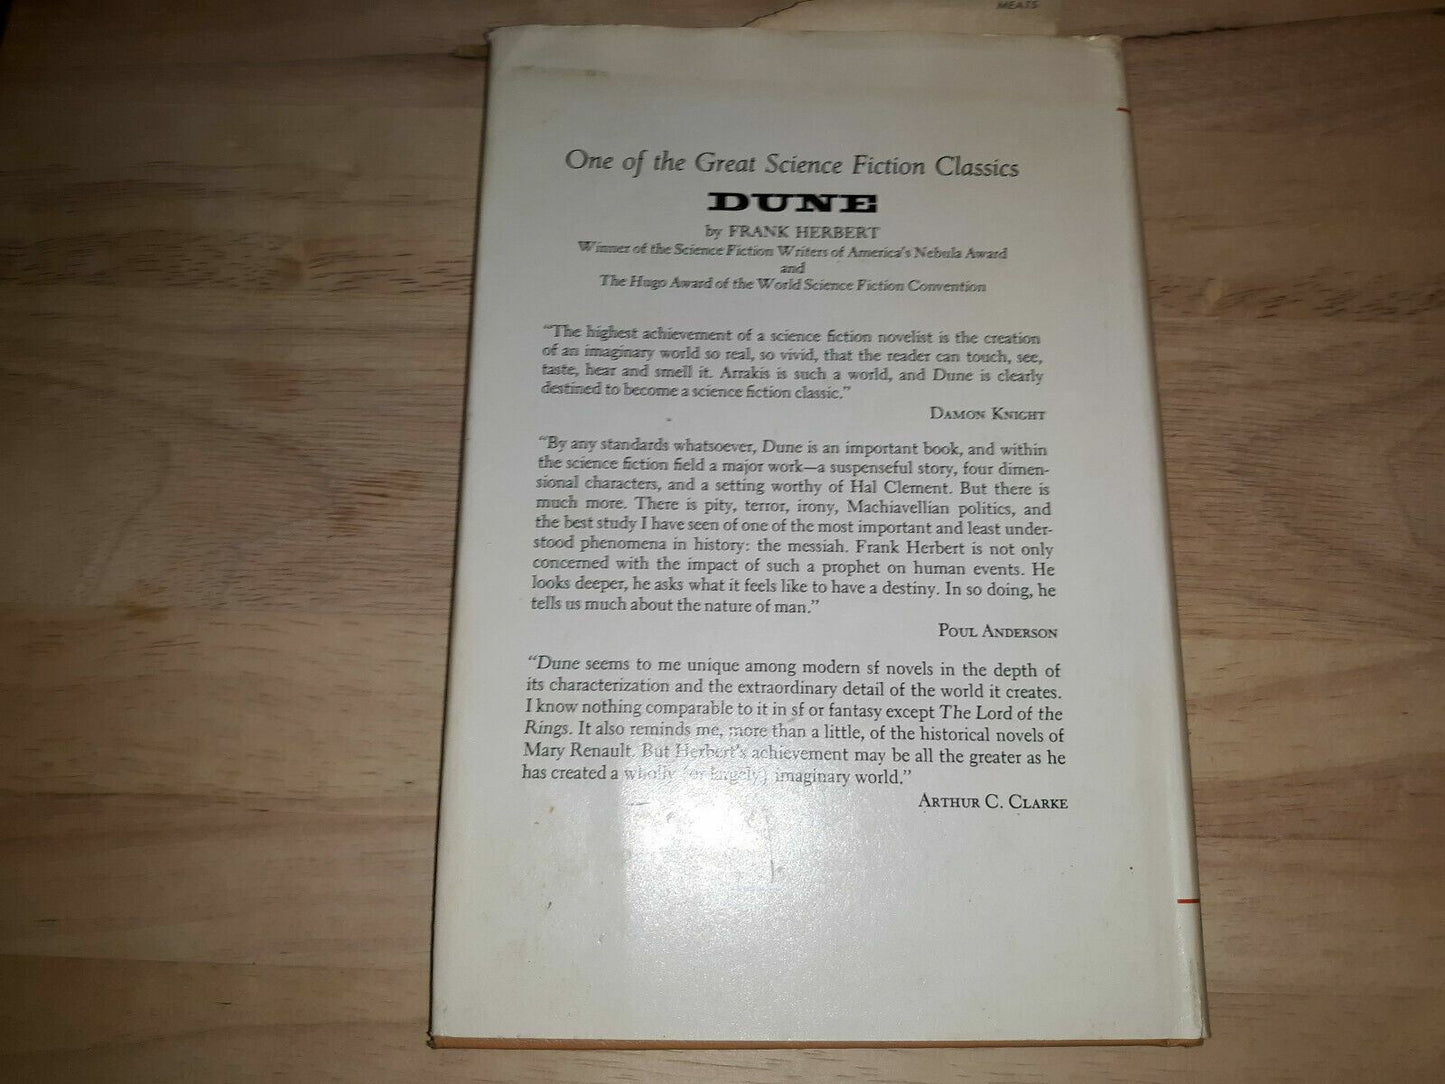 MEATS
One of the Great Science Fiction Classics
DUNE
by FRANK HERBERT
Winner of the Science Fiction Writers of America's Nebula Award
and
The Hugo Award of the World Science Fiction Convention
"The highest achievement of a science fiction novelist is the creation
of an imaginary world so real, so vivid, that the reader can touch, see,
taste, hear and smell it. Arrakis is such a world, and Dune is clearly
destined to become a science fiction classic."
DAMON KNIGHT
"By any standards whatsoever, Dune is an important book, and within
the science fiction field a major work—a suspenseful story, four dimen-
sional characters, and a setting worthy of Hal Clement. But there is
much more. There is pity, terror, irony, Machiavellian politics, and
the best study I have seen of one of the most important and least under-
stood phenomena in history: the messiah. Frank Herbert is not only
concerned with the impact of such a prophet on human events. He
looks deeper, he asks what it feels like to have a destiny. In so doing, he
tells us much about the nature of man."
POUL ANDERSON
"Dune seems to me unique among modern sf novels in the depth of
its characterization and the extraordinary detail of the world it creates.
I know nothing comparable to it in sf or fantasy except The Lord of the
Rings. It also reminds me, more than a little, of the historical novels of
Mary Renault. But Herbert's achievement may be all the greater as he
has created a wholly (or largely) imaginary world."
ARTHUR C. CLARKE